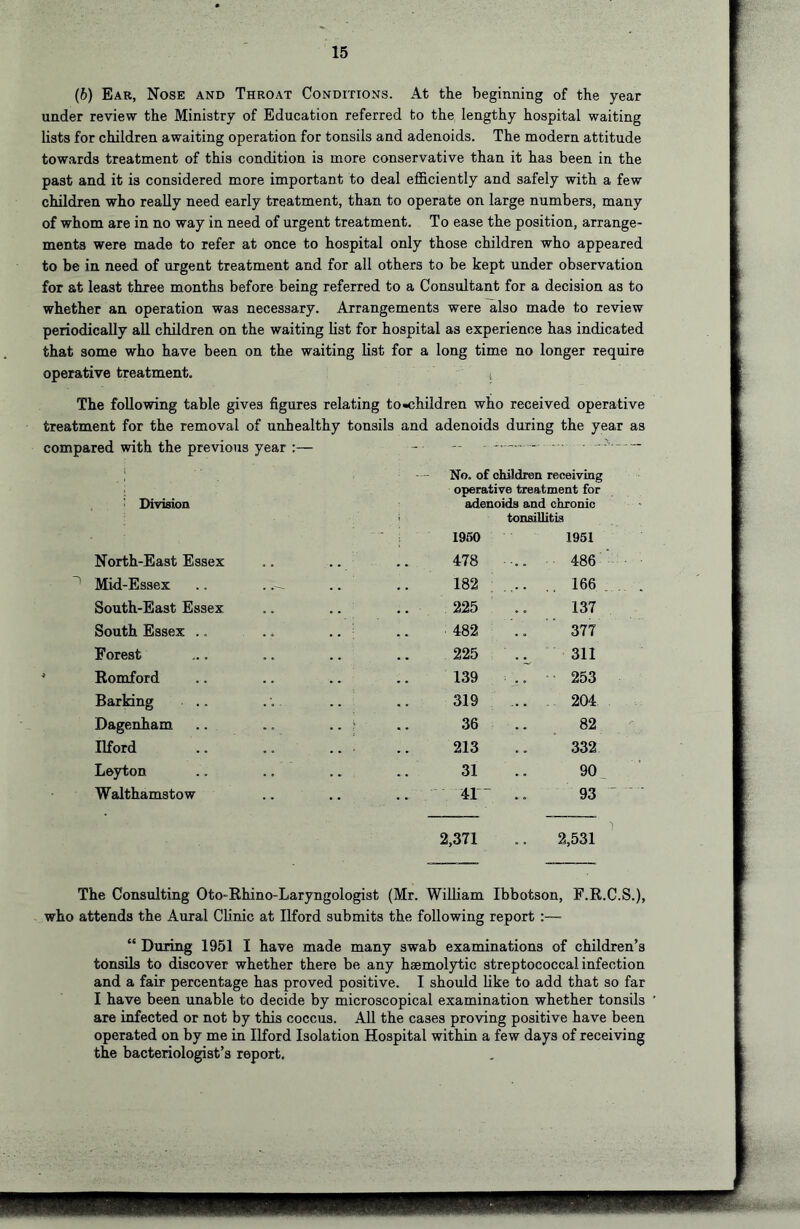 15
(b) Ear, Nose and Throat Conditions. At the beginning of the year
under review the Ministry of Education referred to the lengthy hospital waiting
lists for children awaiting operation for tonsils and adenoids. The modern attitude
towards treatment of this condition is more conservative than it has been in the
past and it is considered more important to deal efficiently and safely with a few
children who really need early treatment, than to operate on large numbers, many
of whom are in no way in need of urgent treatment. To ease the position, arrange-
ments were made to refer at once to hospital only those children who appeared
to be in need of urgent treatment and for all others to be kept under observation
for at least three months before being referred to a Consultant for a decision as to
whether an operation was necessary. Arrangements were also made to review
periodically all children on the waiting list for hospital as experience has indicated
that some who have been on the waiting list for a long time no longer require
operative treatment.
The following table gives figures relating to children who received operative
treatment for the removal of unhealthy tonsils and adenoids during the year as
compared with the previous year :—
No. of children receiving
operative treatment for
Division adenoids and chronic
tonsillitis
1950 1951
North-East Essex .. .. .. 478 .. 486
Mid-Essex .. .. .. .. 182 .. 166
South-East Essex .. .. .. 225 .. 137
South Essex .. .. .. .. 482 .. 377
Forest .. .. .. .. 225 .. 311
Romford .. .. .. .. 139 .. 253
Barking .. .. .. .. 319 .. 204
Dagenham .. .. .. .. 36 .. 82
Ilford .. .. .. .. 213 .. 332
Leyton .. .. .. .. 31 .. 90
Walthamstow .. .. .. 41 .. 93
2,371 .. 2,531
The Consulting Oto-Rhino-Laryngologist (Mr. William Ibbotson, F.R.C.S.),
who attends the Aural Clinic at Ilford submits the following report :—
“ During 1951 I have made many swab examinations of children’s
tonsils to discover whether there be any hæmolytic streptococcal infection
and a fair percentage has proved positive. I should like to add that so far
I have been unable to decide by microscopical examination whether tonsils
are infected or not by this coccus. All the cases proving positive have been
operated on by me in Ilford Isolation Hospital within a few days of receiving
the bacteriologist’s report.